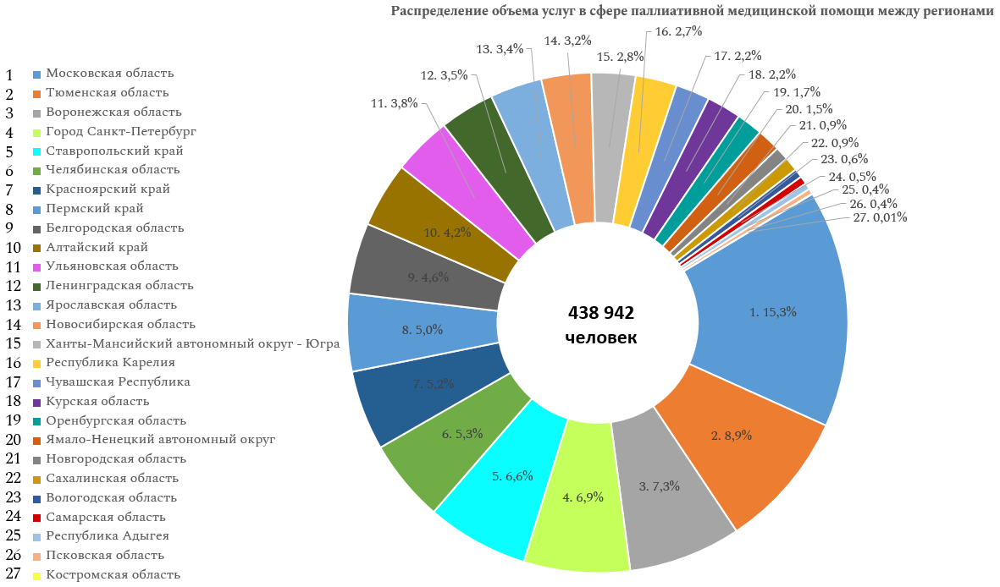 Распределение объема услуг в сфере паллиативной медицинской помощи между регионами
1 Московская область
2 Тюменская область
3 Воронежская область
4 Город Санкт-Петербург
5 Ставропольский край
6 Челябинская область
7 Красноярский край
8 Пермский край
9 Белгородская область
10 Алтайский край
11 Ульяновская область
12 Ленинградская область
13 Ярославская область
14 Новосибирская область
15 Ханты-Мансийский автономный округ - Югра
16 Республика Карелия
17 Чувашская Республика
18 Курская область
19 Оренбургская область
20 Ямало-Ненецкий автономный округ
21 Новгородская область
22 Сахалинская область
23 Вологодская область
24 Самарская область
25 Республика Адыгея
26 Псковская область
27 Костромская область
1. 15,3%
2. 8,9%
3. 7,3%
4. 6,9%
5. 6,6%
6. 5,3%
7. 5,2%
8. 5,0%
9. 4,6%
10. 4,2%
11. 3,8%
12. 3,5%
13. 3,4%
14. 3,2%
15. 2,8%
16. 2,7%
17. 2,2%
18. 2,2%
19. 1,7%
20. 1,5%
21. 0,9%
22. 0,9%
23. 0,6%
24. 0,5%
25. 0,4%
26. 0,4%
27. 0,01%
438 942
человек